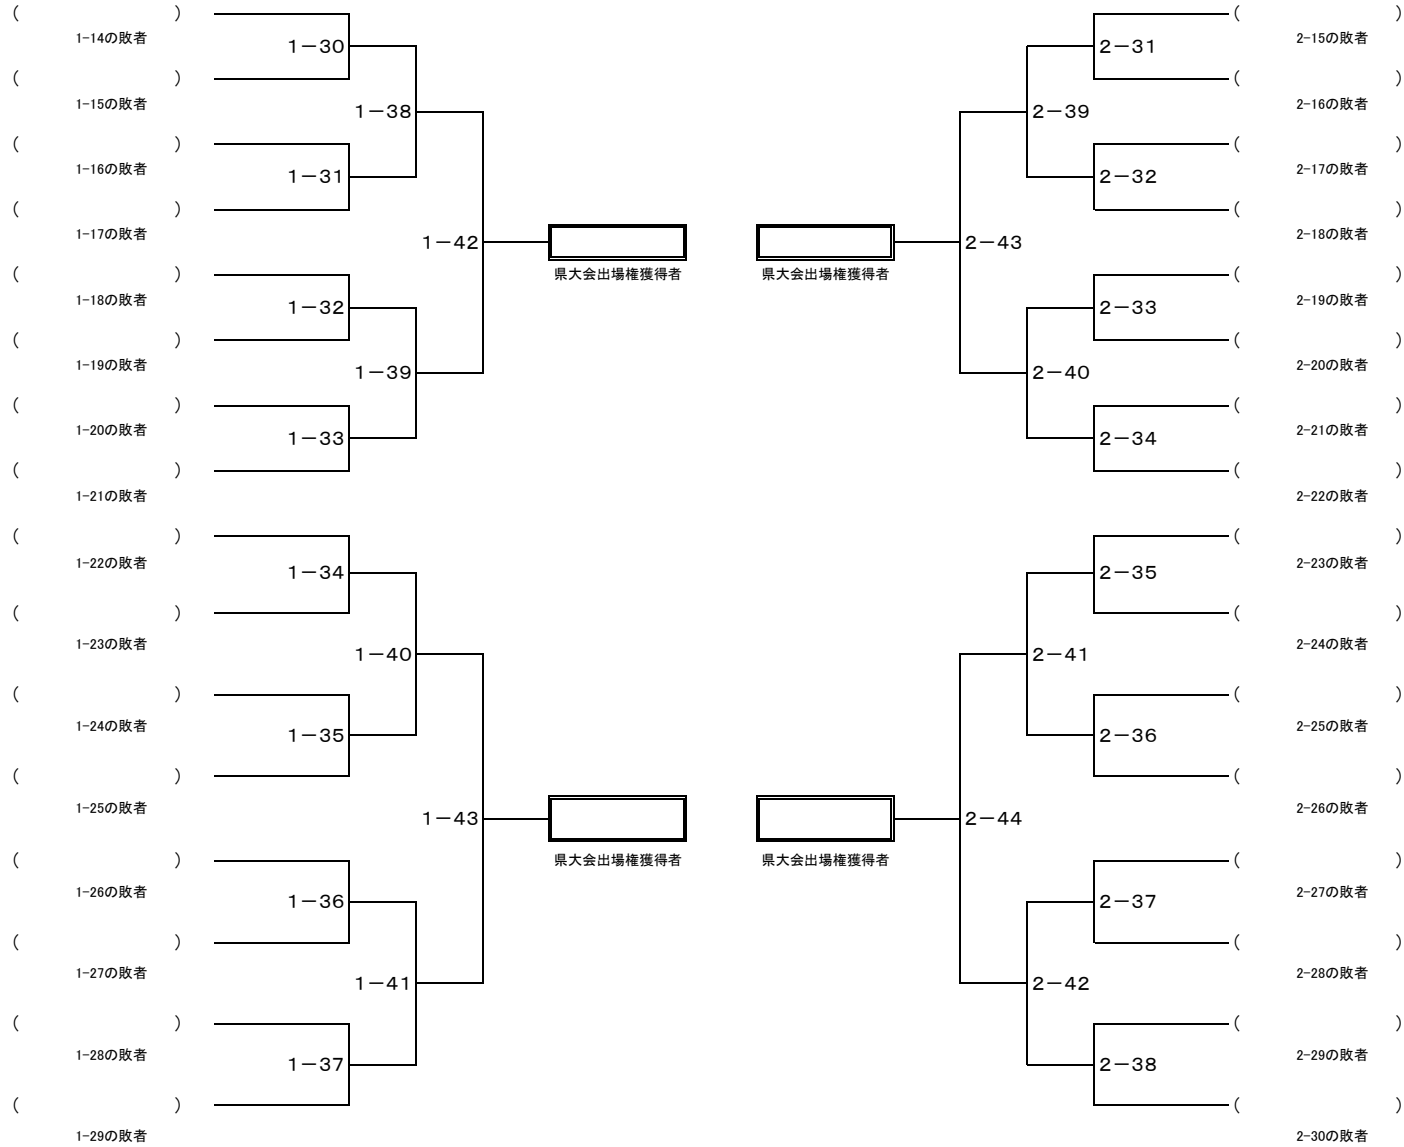 ( ) ( )
1-14の敗者 1－30 2－31 2-15の敗者
( ) ( )
1-15の敗者 1－38 2－39 2-16の敗者
( ) ( )
1-16の敗者 1－31 2－32 2-17の敗者
( ) ( )
1-17の敗者 1－42 2－43 2-18の敗者
( ) 県大会出場権獲得者 県大会出場権獲得者 ( )
1-18の敗者 1－32 2－33 2-19の敗者
( ) ( )
1-19の敗者 1－39 2－40 2-20の敗者
( ) ( )
1-20の敗者 1－33 2－34 2-21の敗者
( ) ( )
1-21の敗者 2-22の敗者
( ) ( )
1-22の敗者 1－34 2－35 2-23の敗者
( ) ( )
1-23の敗者 1－40 2－41 2-24の敗者
( ) ( )
1-24の敗者 1－35 2－36 2-25の敗者
( ) ( )
1-25の敗者 1－43 2－44 2-26の敗者
( ) 県大会出場権獲得者 県大会出場権獲得者 ( )
1-26の敗者 1－36 2－37 2-27の敗者
( ) ( )
1-27の敗者 1－41 2－42 2-28の敗者
( ) ( )
1-28の敗者 1－37 2－38 2-29の敗者
( ) ( )
1-29の敗者 2-30の敗者